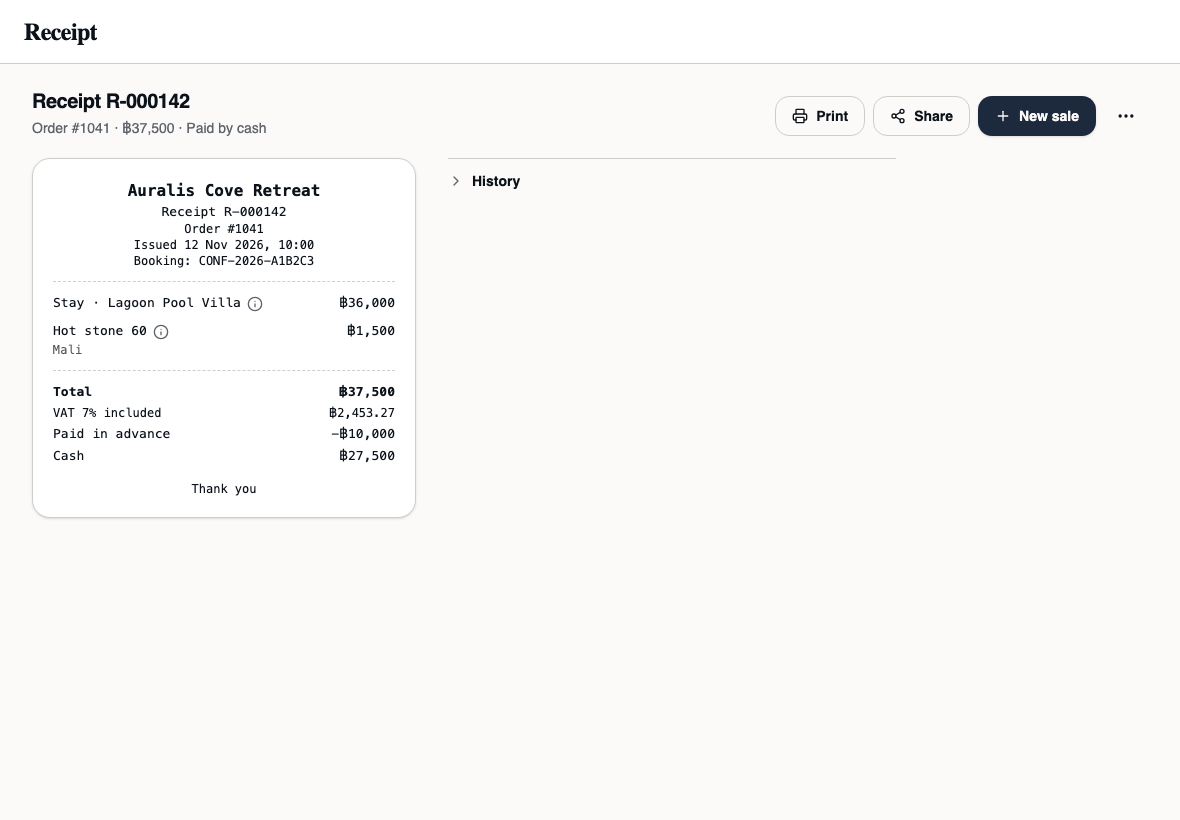 Receipt
Receipt R-000142
Order #1041 · ฿37,500 · Paid by cash
Print
Share
New sale
Auralis Cove Retreat
Receipt R-000142
Order #1041
Issued 12 Nov 2026, 10:00
Booking: CONF-2026-A1B2C3
Stay · Lagoon Pool Villa ฿36,000
Hot stone 60 ฿1,500
Mali
Total ฿37,500
VAT 7% included ฿2,453.27
Paid in advance −฿10,000
Cash ฿27,500
Thank you
History